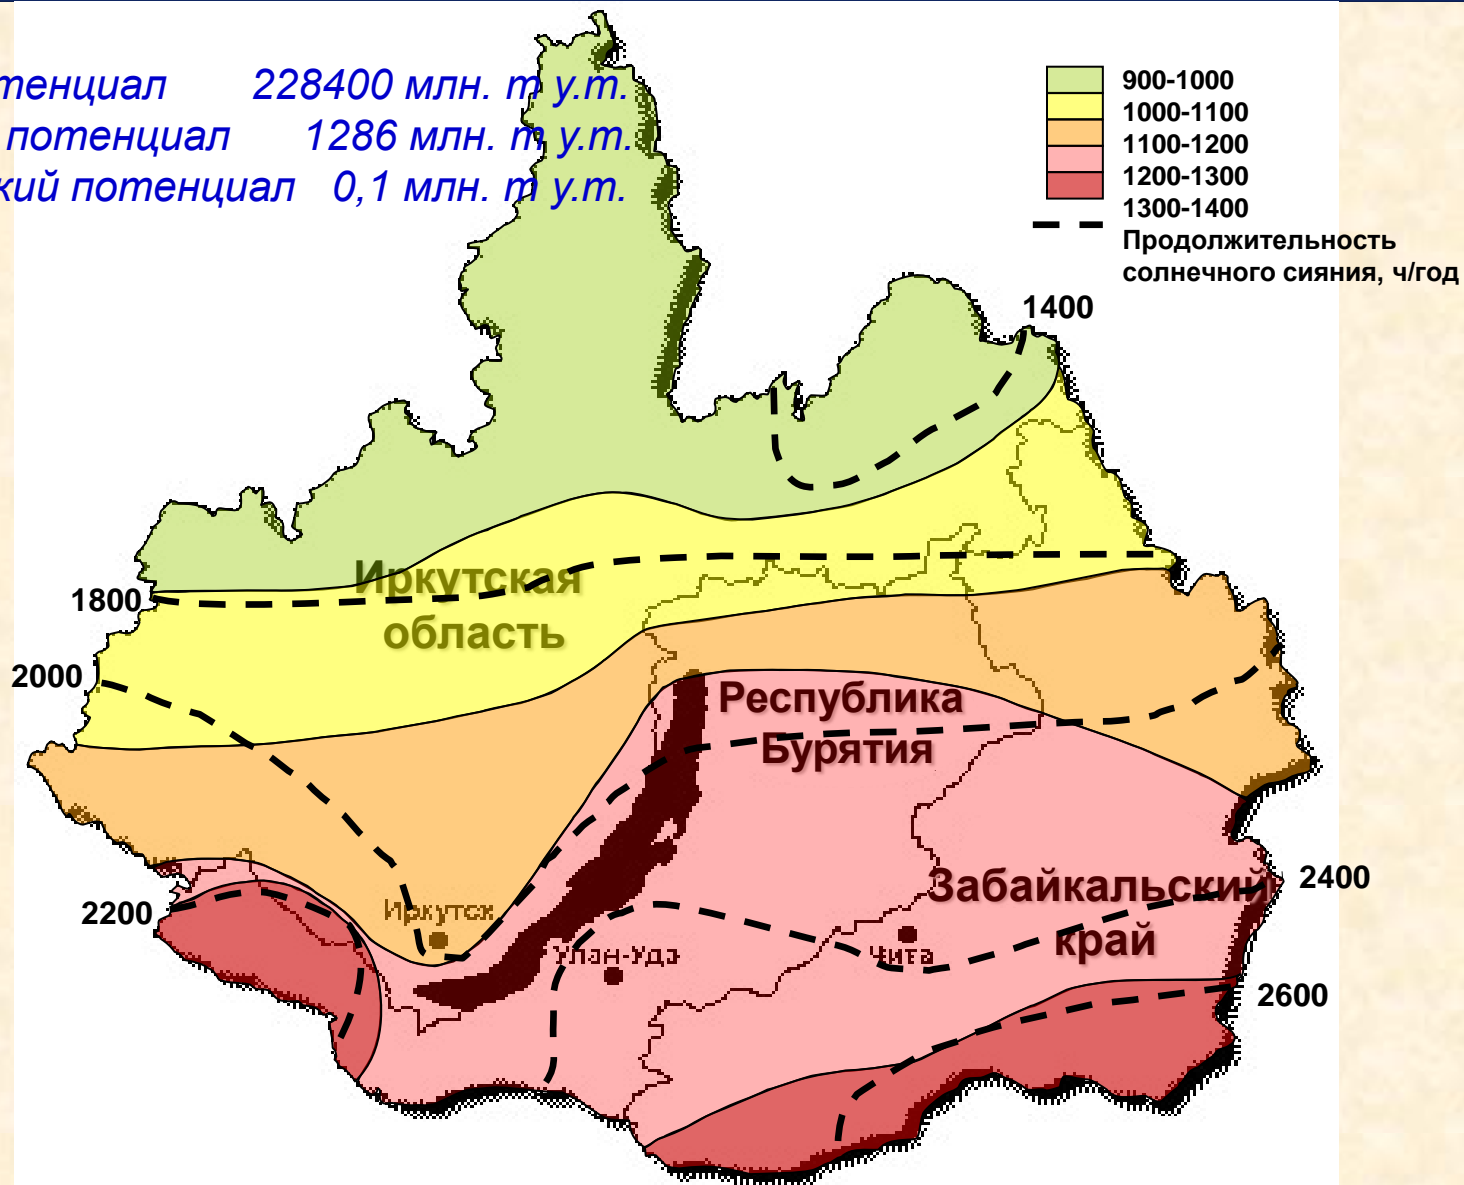 тенциал 228400 млн. т у.т.
потенциал 1286 млн. т у.т.
кий потенциал 0,1 млн. т у.т.
900-1000
1000-1100
1100-1200
1200-1300
1300-1400
Продолжительность
солнечного сияния, ч/год
1400
1800
Иркутская
область
2000
Республика
Бурятия
Забайкальский
край
2400
2200
Иркутск
Улан-Удэ
Чита
2600